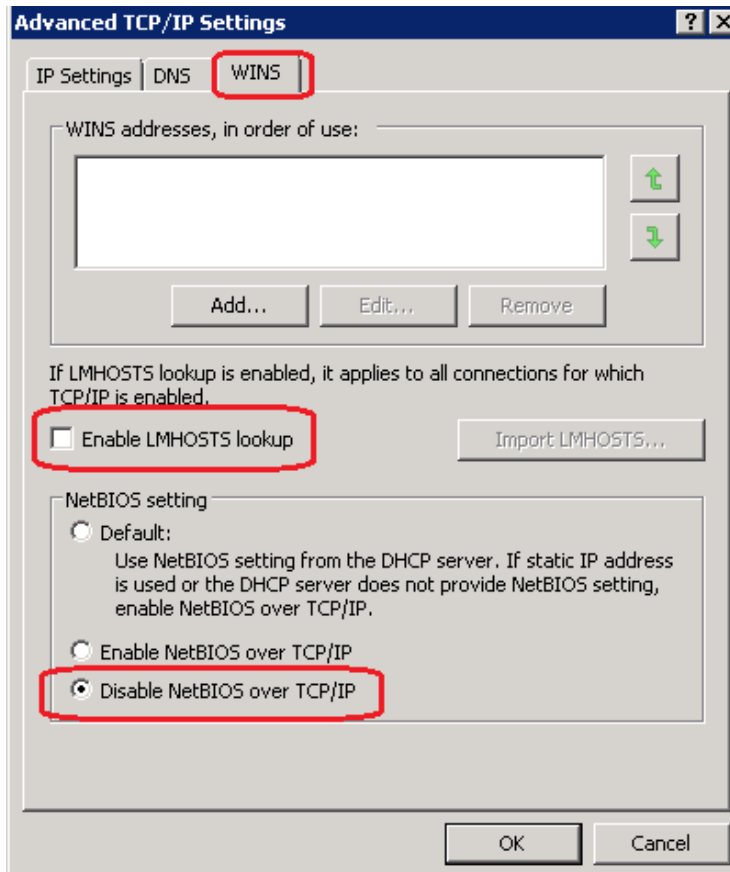 Advanced TCP/IP Settings
? X
IP Settings DNS WINS
WINS addresses, in order of use:
Add... Edit... Remove
If LMHOSTS lookup is enabled, it applies to all connections for which
TCP/IP is enabled.
Enable LMHOSTS lookup Import LMHOSTS...
NetBIOS setting
Default:
Use NetBIOS setting from the DHCP server. If static IP address
is used or the DHCP server does not provide NetBIOS setting,
enable NetBIOS over TCP/IP.
Enable NetBIOS over TCP/IP
Disable NetBIOS over TCP/IP
OK Cancel